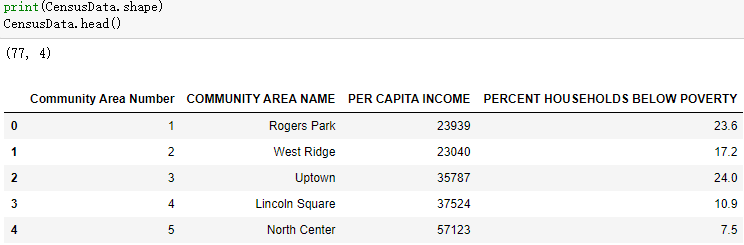 print(CensusData.shape)
CensusData.head()
(77, 4)
Community Area Number COMMUNITY AREA NAME PER CAPITA INCOME PERCENT HOUSEHOLDS BELOW POVERTY
0 1 Rogers Park 23939 23.6
1 2 West Ridge 23040 17.2
2 3 Uptown 35787 24.0
3 4 Lincoln Square 37524 10.9
4 5 North Center 57123 7.5